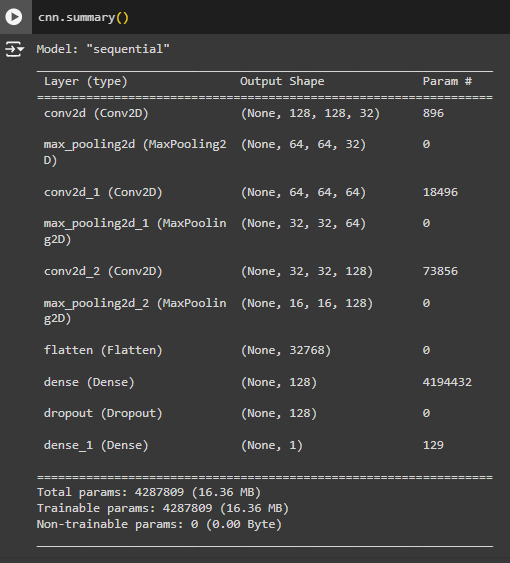 cnn.summary()
Model: "sequential"
Layer (type) Output Shape Param #
=================================================================
conv2d (Conv2D) (None, 128, 128, 32) 896
max_pooling2d (MaxPooling2 (None, 64, 64, 32) 0
D)
conv2d_1 (Conv2D) (None, 64, 64, 64) 18496
max_pooling2d_1 (MaxPoolin (None, 32, 32, 64) 0
g2D)
conv2d_2 (Conv2D) (None, 32, 32, 128) 73856
max_pooling2d_2 (MaxPoolin (None, 16, 16, 128) 0
g2D)
flatten (Flatten) (None, 32768) 0
dense (Dense) (None, 128) 4194432
dropout (Dropout) (None, 128) 0
dense_1 (Dense) (None, 1) 129
=================================================================
Total params: 4287809 (16.36 MB)
Trainable params: 4287809 (16.36 MB)
Non-trainable params: 0 (0.00 Byte)